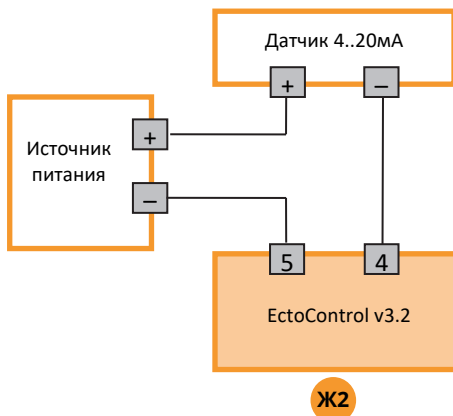 Датчик 4..20мА
+ –
Источник
питания
+
–
5 4
EctoControl v3.2
Ж2